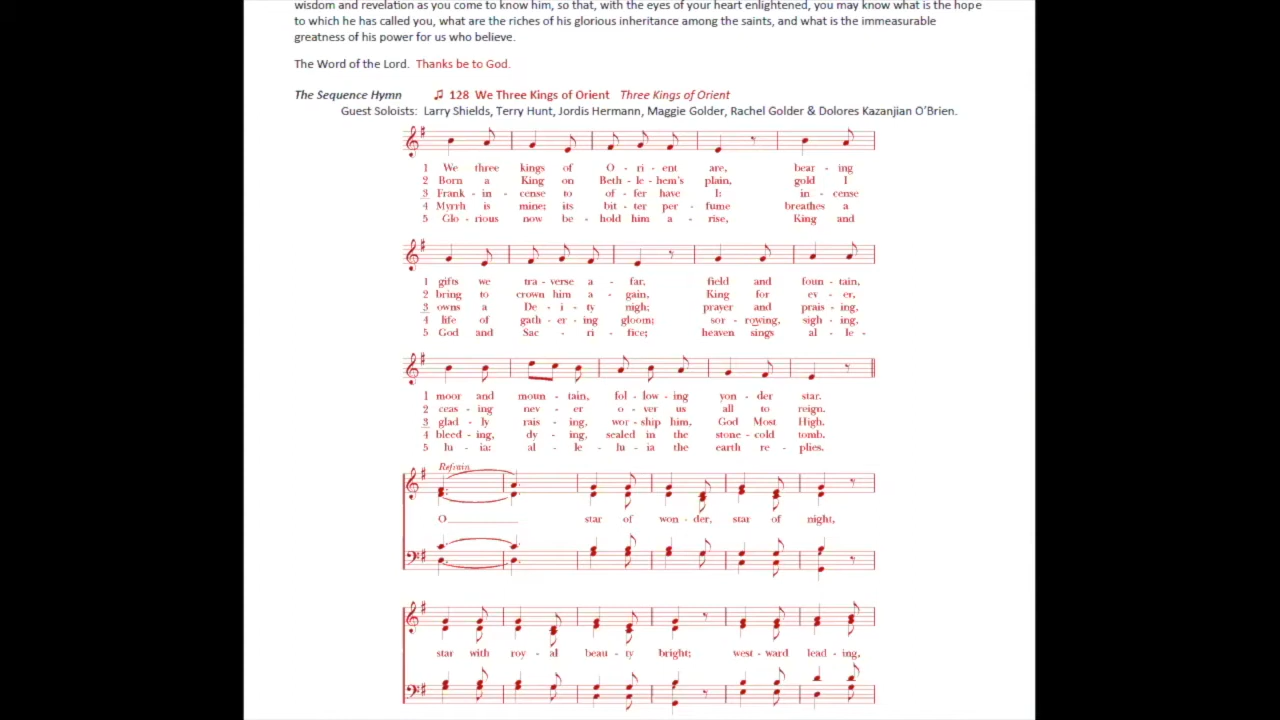 wisdom and revelation as you come to know him, so that, with the eyes of your heart enlightened, you may know what is the hope
to which he has called you, what are the riches of his glorious inheritance among the saints, and what is the immeasurable
greatness of his power for us who believe.
The Word of the Lord. Thanks be to God.
The Sequence Hymn ♫ 128 We Three Kings of Orient Three Kings of Orient
Guest Soloists: Larry Shields, Terry Hunt, Jordis Hermann, Maggie Golder, Rachel Golder & Dolores Kazanjian O'Brien.
1 We three kings of O - ri - ent are, bear - ing
2 Born a King on Beth - le - hem's plain, gold I
3 Frank - in - cense to of - fer have I: in - cense
4 Myrrh is mine; its bit - ter per - fume breathes a
5 Glo - rious now be - hold him a - rise, King and
1 gifts we tra - verse a - far, field and foun - tain,
2 bring to crown him a - gain, King for ev - er,
3 owns a De - i - ty nigh; prayer and prais - ing,
4 life of gath - er - ing gloom; sor - rowing, sigh - ing,
5 God and Sac - ri - fice; heaven sings al - le -
1 moor and moun - tain, fol - low - ing yon - der star.
2 ceas - ing nev - er o - ver us all to reign.
3 glad - ly rais - ing, wor - ship him, God Most High.
4 bleed - ing, dy - ing, sealed in the stone - cold tomb.
5 lu - ia: al - le - lu - ia the earth re - plies.
Refrain
O star of won - der, star of night,
star with roy - al beau - ty bright; west - ward lead - ing,